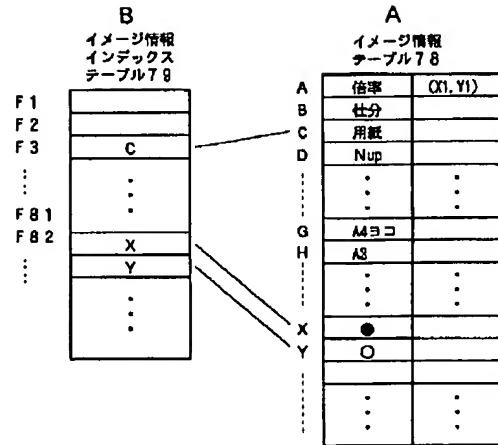 B
イメージ情報
インデックス
テーブル79
F1
F2
F3
C
F81
F82
X
Y
A
イメージ情報
テーブル78
A 倍率 (X1, Y1)
B 仕分
C 用紙
D Nup
G A4ヨコ
H A3
X ●
Y ○